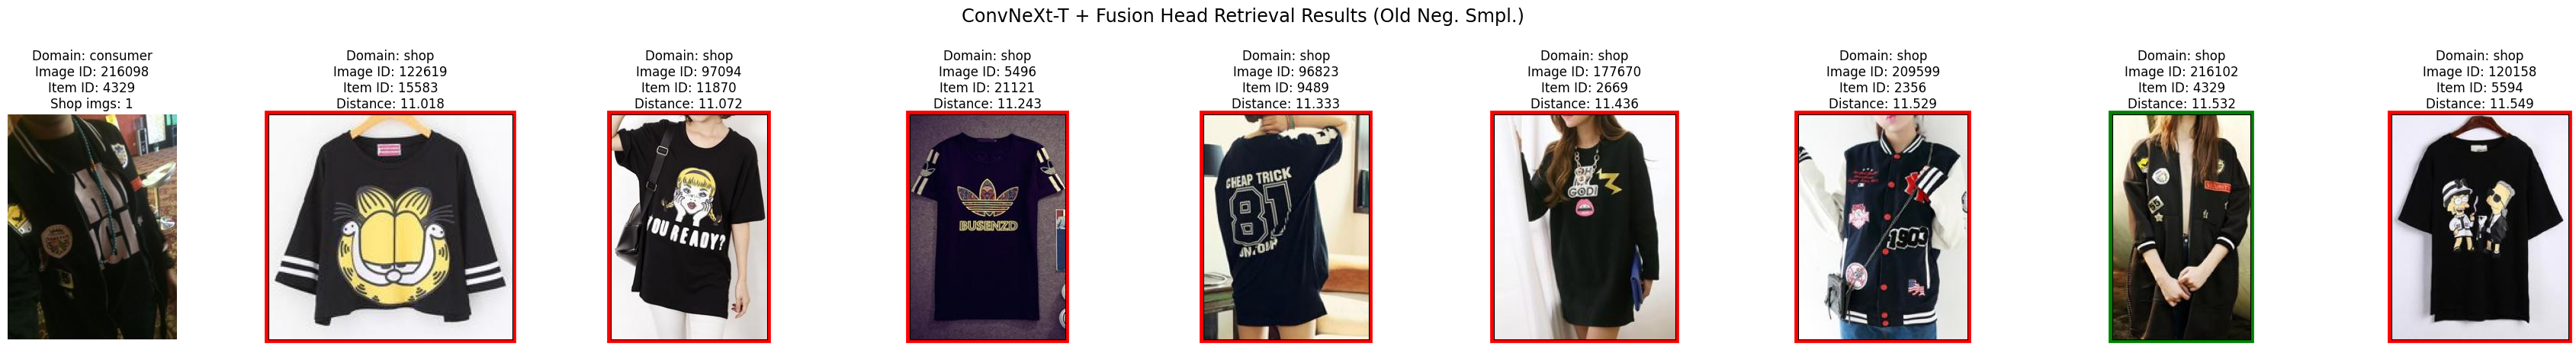 ConvNeXt-T + Fusion Head Retrieval Results (Old Neg. Smpl.)
Domain: consumer
Image ID: 216098
Item ID: 4329
Shop imgs: 1
Domain: shop
Image ID: 122619
Item ID: 15583
Distance: 11.018
Domain: shop
Image ID: 97094
Item ID: 11870
Distance: 11.072
YOU READY?
Domain: shop
Image ID: 5496
Item ID: 21121
Distance: 11.243
BUSENZD
Domain: shop
Image ID: 96823
Item ID: 9489
Distance: 11.333
CHEAP TRICK
81
Domain: shop
Image ID: 177670
Item ID: 2669
Distance: 11.436
OH
GOD!
Domain: shop
Image ID: 209599
Item ID: 2356
Distance: 11.529
1903
Domain: shop
Image ID: 216102
Item ID: 4329
Distance: 11.532
Domain: shop
Image ID: 120158
Item ID: 5594
Distance: 11.549